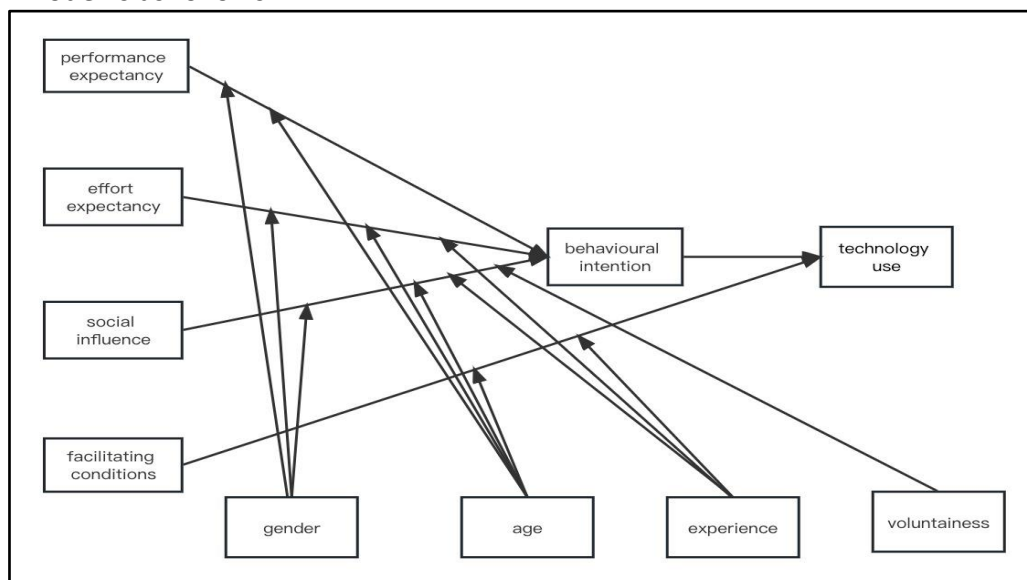 performance
expectancy
effort
expectancy
behavioural
intention
technology
use
social
influence
facilitating
conditions
gender
age
experience
voluntainess